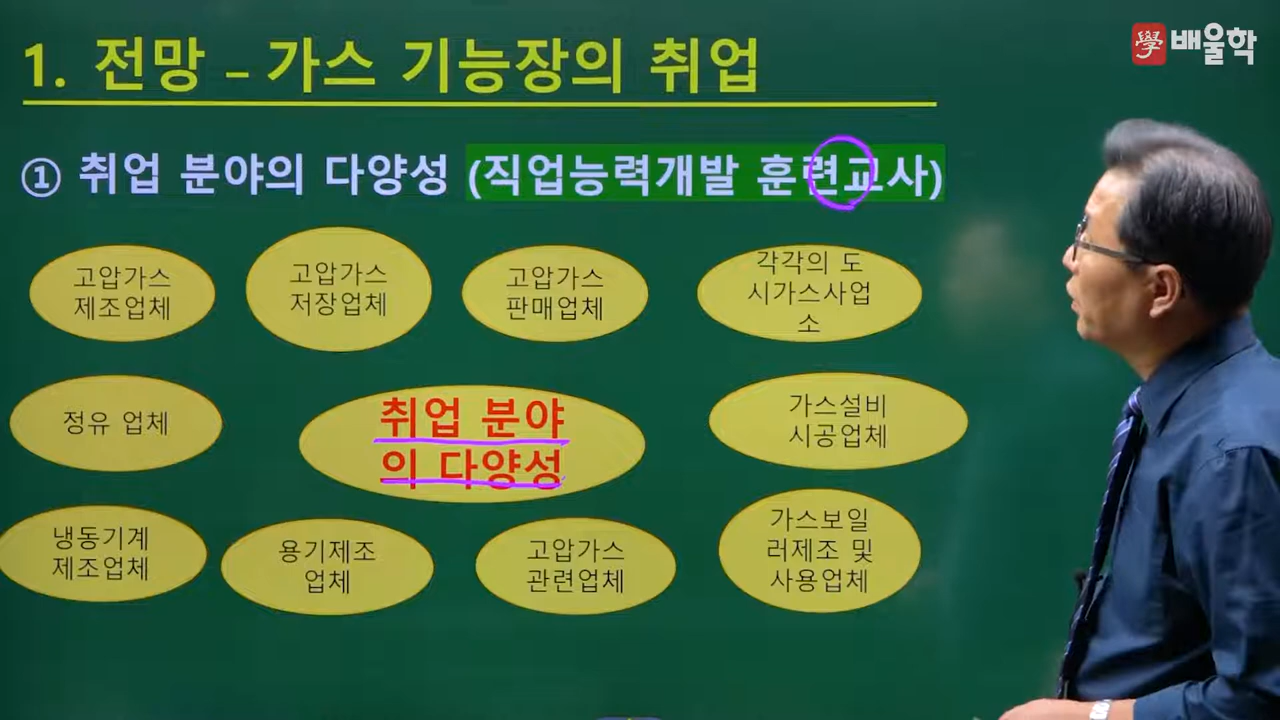 1. 전망 – 가스 기능장의 취업
學 배울학
① 취업 분야의 다양성 (직업능력개발 훈련교사)
고압가스
제조업체
고압가스
저장업체
고압가스
판매업체
각각의 도
시가스사업
소
정유 업체
취업 분야
의 다양성
가스설비
시공업체
냉동기계
제조업체
용기제조
업체
고압가스
관련업체
가스보일
러제조 및
사용업체